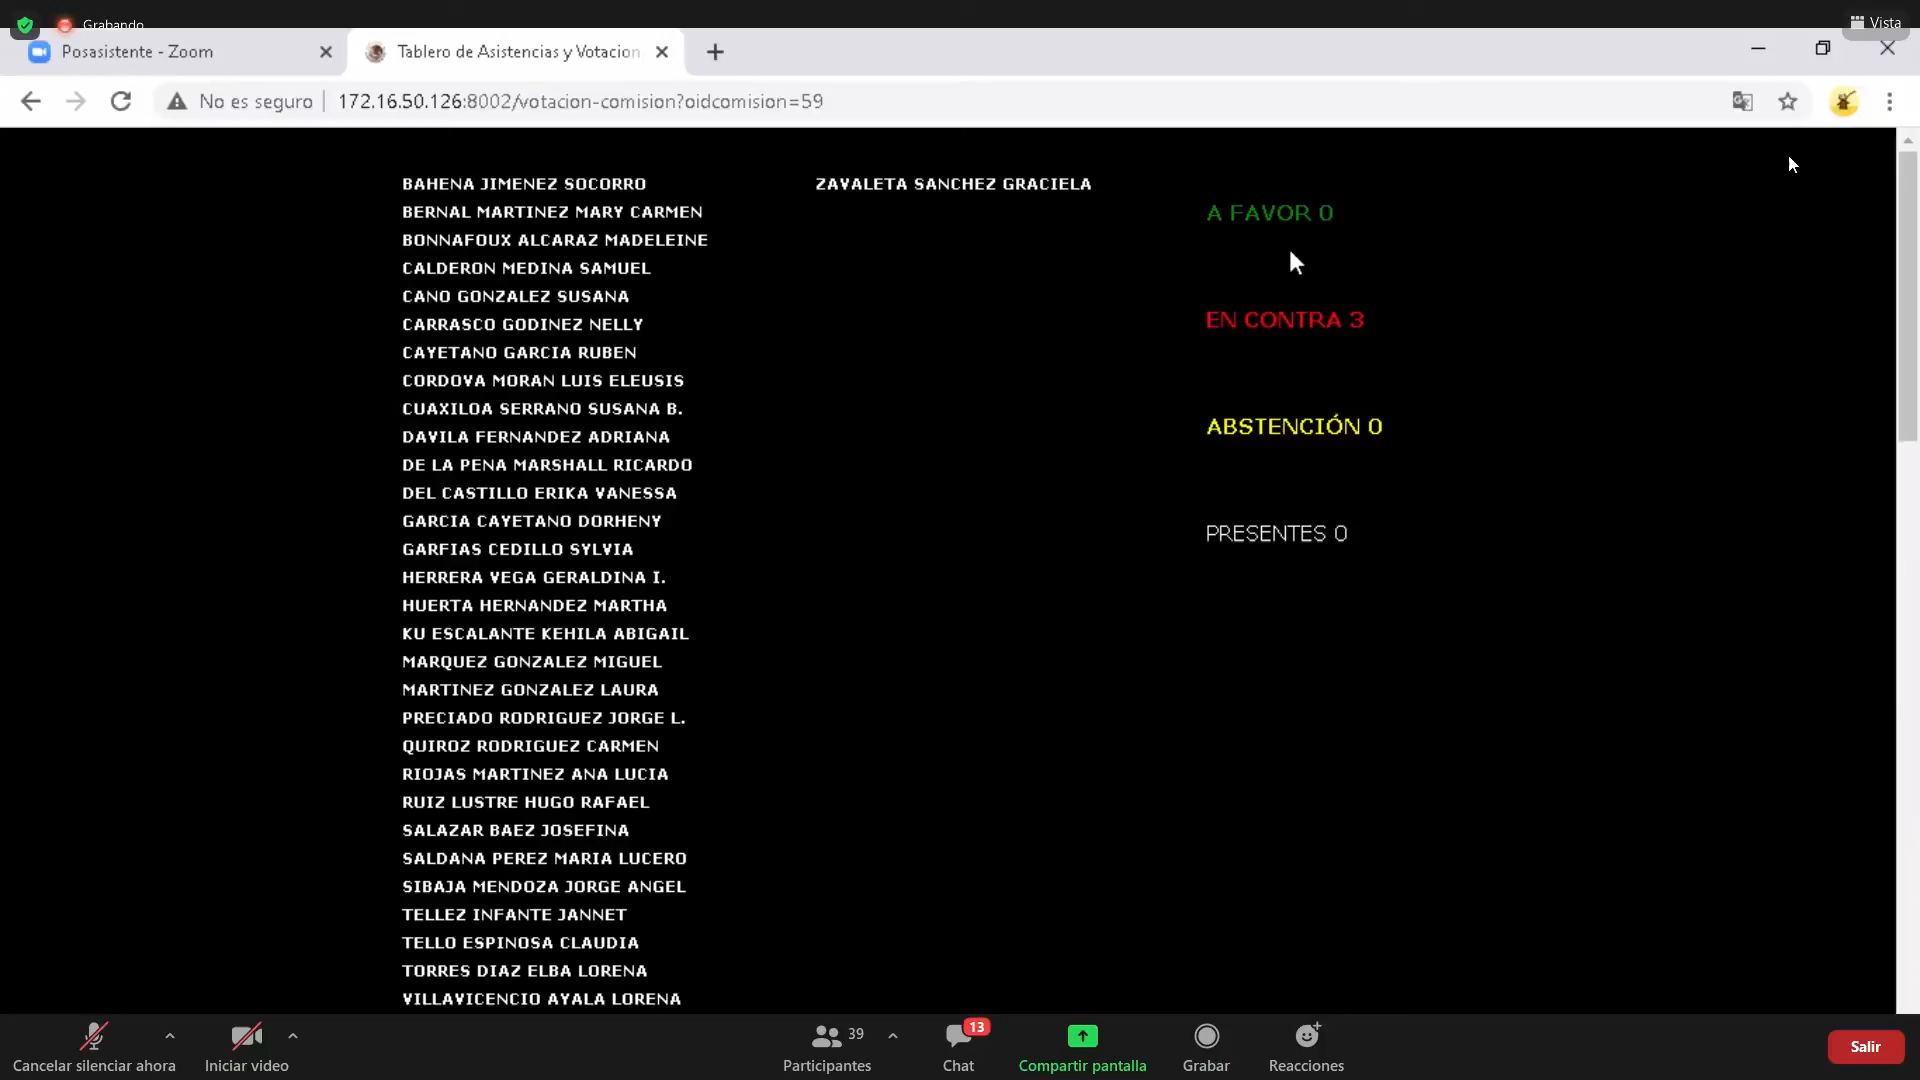 Grabando
Vista
Posasistente - Zoom
Tablero de Asistencias y Votacion
No es seguro
172.16.50.126:8002/votacion-comision?oidcomision=59
BAHENA JIMENEZ SOCORRO
BERNAL MARTINEZ MARY CARMEN
BONNAFOUX ALCARAZ MADELEINE
CALDERON MEDINA SAMUEL
CANO GONZALEZ SUSANA
CARRASCO GODINEZ NELLY
CAYETANO GARCIA RUBEN
CORDOVA MORAN LUIS ELEUSIS
CUAXILOA SERRANO SUSANA B.
DAVILA FERNANDEZ ADRIANA
DE LA PENA MARSHALL RICARDO
DEL CASTILLO ERIKA VANESSA
GARCIA CAYETANO DORHENY
GARFIAS CEDILLO SYLVIA
HERRERA VEGA GERALDINA I.
HUERTA HERNANDEZ MARTHA
KU ESCALANTE KEHILA ABIGAIL
MARQUEZ GONZALEZ MIGUEL
MARTINEZ GONZALEZ LAURA
PRECIADO RODRIGUEZ JORGE L.
QUIROZ RODRIGUEZ CARMEN
RIOJAS MARTINEZ ANA LUCIA
RUIZ LUSTRE HUGO RAFAEL
SALAZAR BAEZ JOSEFINA
SALDANA PEREZ MARIA LUCERO
SIBAJA MENDOZA JORGE ANGEL
TELLEZ INFANTE JANNET
TELLO ESPINOSA CLAUDIA
TORRES DIAZ ELBA LORENA
VILLAVICENCIO AYALA LORENA
ZAVALETA SANCHEZ GRACIELA
A FAVOR 0
EN CONTRA 3
ABSTENCIÓN 0
PRESENTES 0
Cancelar silenciar ahora
Iniciar video
39
Participantes
13
Chat
Compartir pantalla
Grabar
Reacciones
Salir